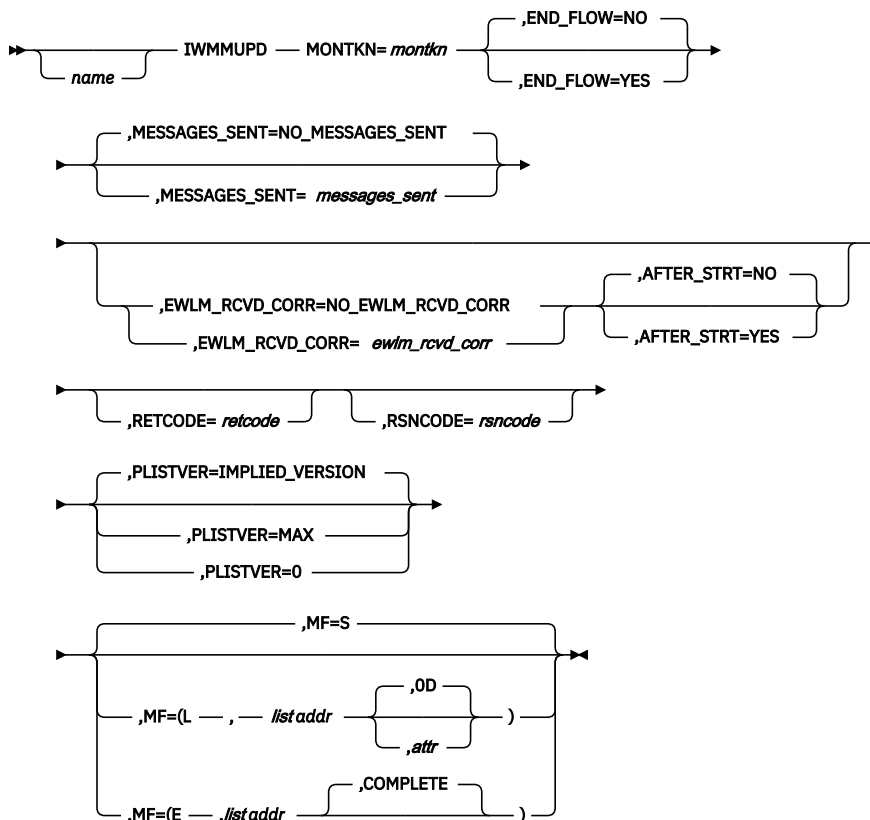 ,END_FLOW=NO
name IWMMUPD MONTKN= montkn
,END_FLOW=YES
,MESSAGES_SENT=NO_MESSAGES_SENT
,MESSAGES_SENT= messages_sent
,AFTER_STRT=NO
,EWLM_RCVD_CORR=NO_EWLM_RCVD_CORR
,AFTER_STRT=YES
,EWLM_RCVD_CORR= ewlm_rcvd_corr
,RETCODE= retcode ,RSNCODE= rsncode
,PLISTVER=IMPLIED_VERSION
,PLISTVER=MAX
,PLISTVER=0
,MF=S
,0D
,MF=(L , list addr )
,attr
,COMPLETE
,MF=(E ,list addr )